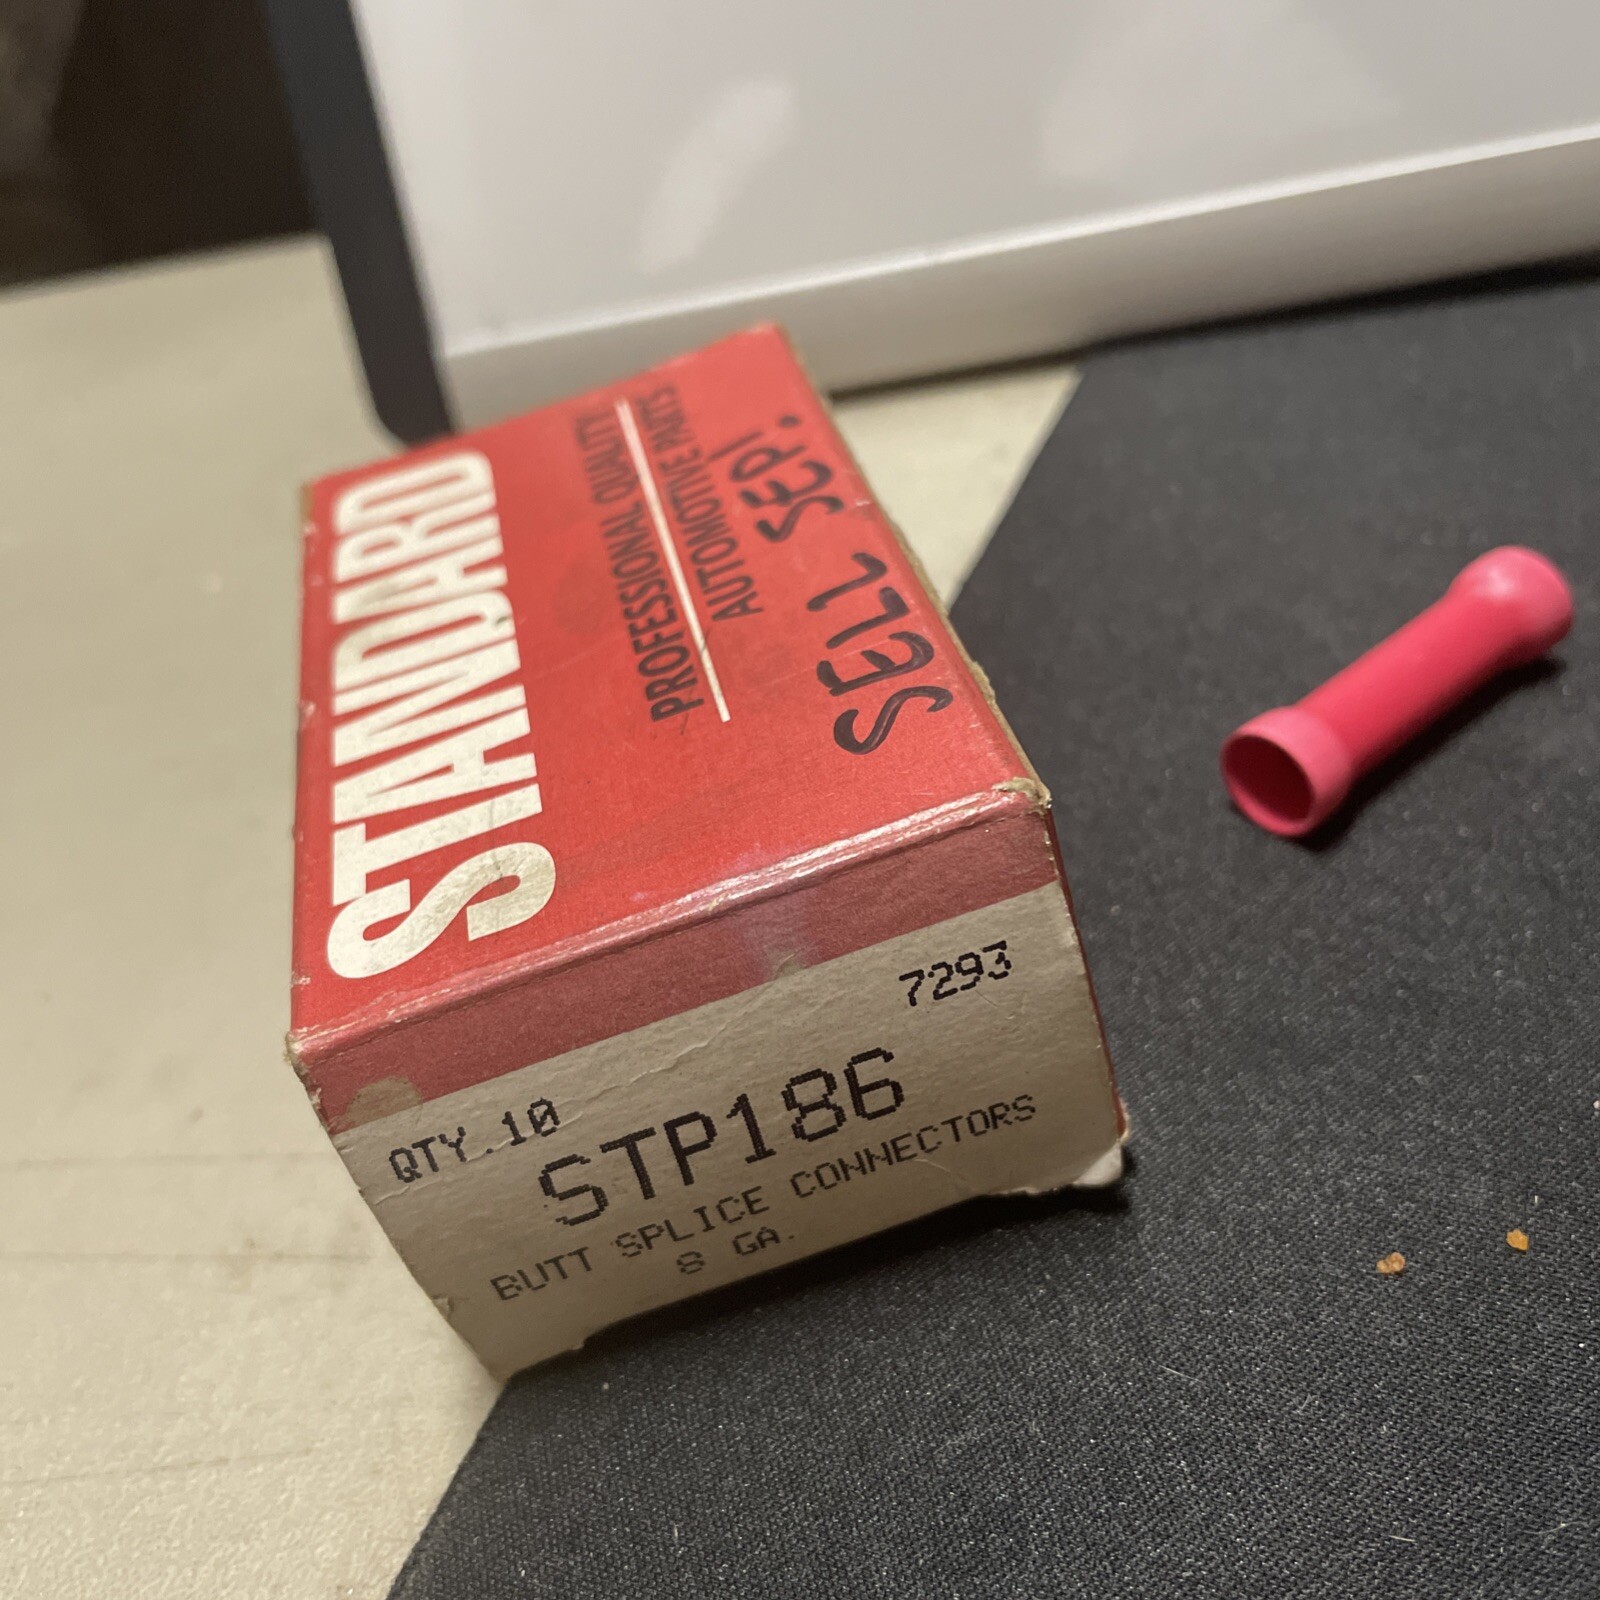 STANDARD
PROFESSIONAL QUALITY
AUTOMOTIVE PARTS
SELL SEP!
7293
QTY.10
STP186
BUTT SPLICE CONNECTORS
8 GA.